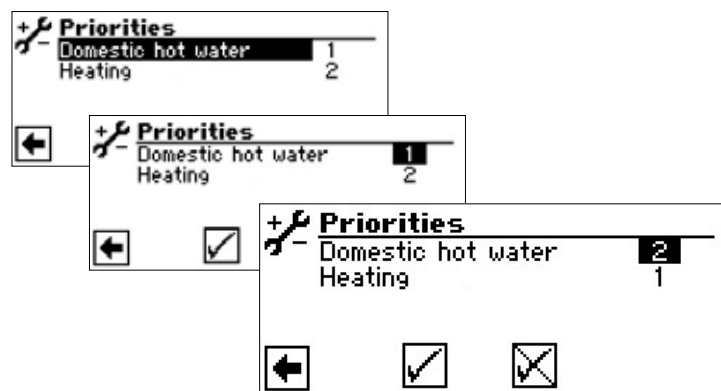 Priorities
Domestic hot water 1
Heating 2
Priorities
Domestic hot water 1
Heating 2
Priorities
Domestic hot water 2
Heating 1